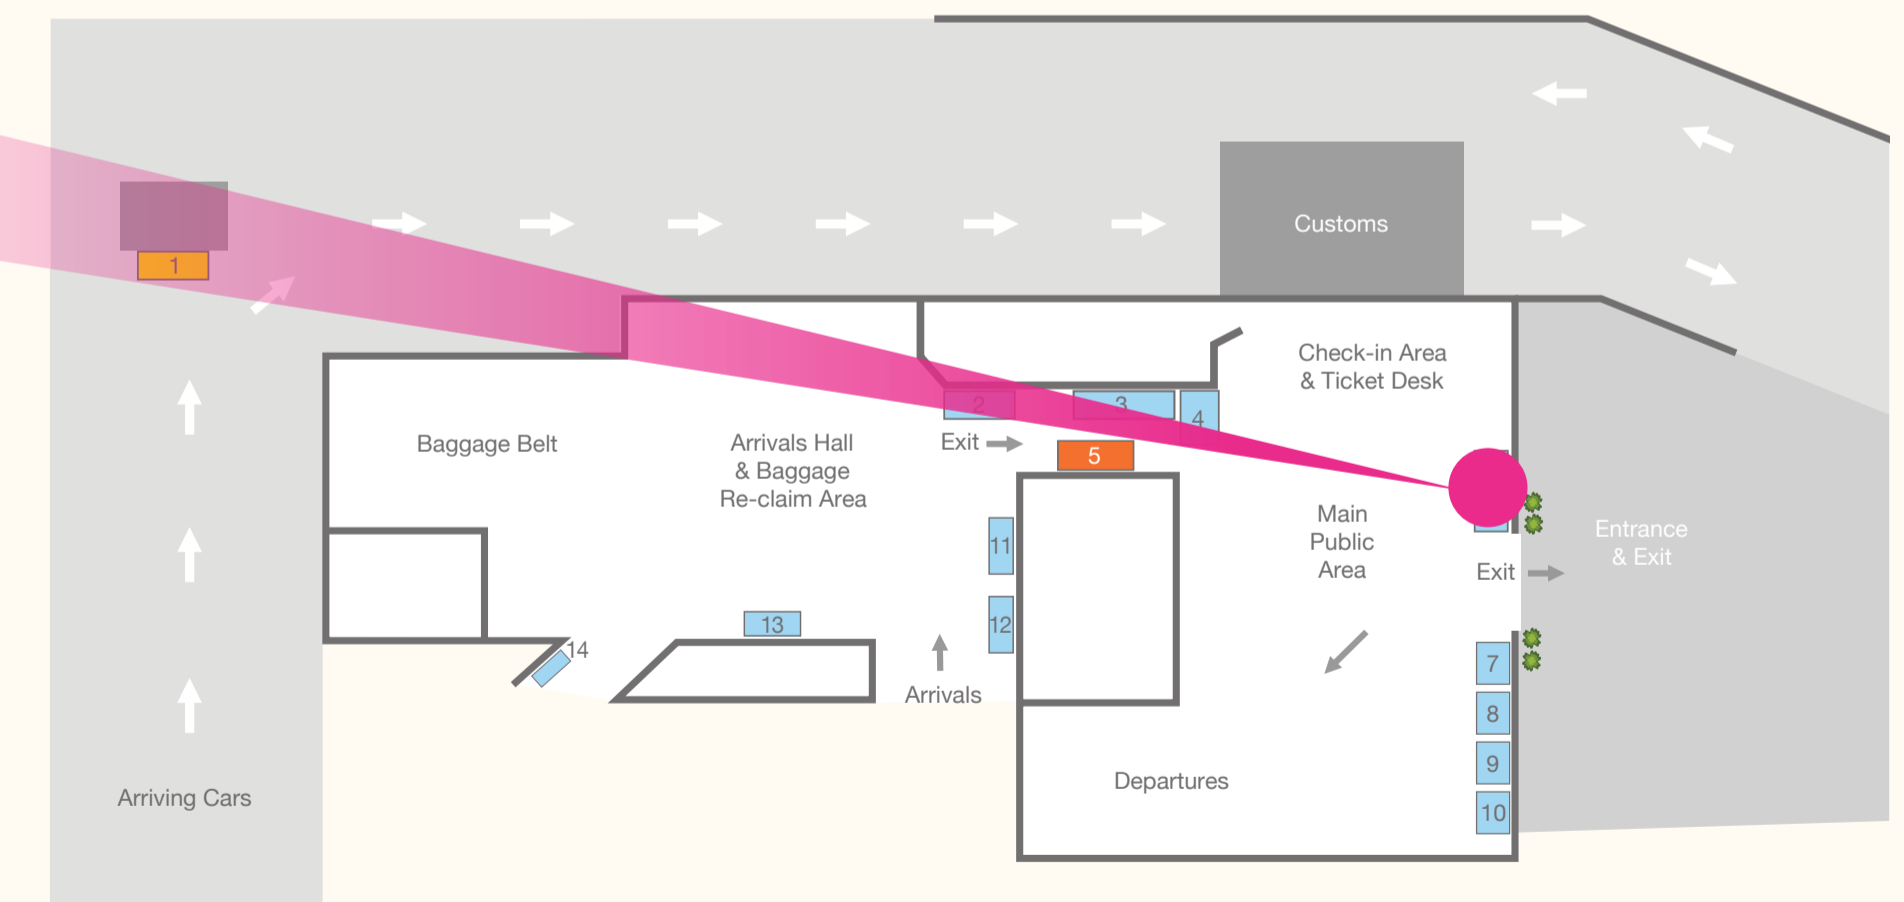 Customs
1
Check-in Area
& Ticket Desk
2
3
4
Exit
5
Baggage Belt
Arrivals Hall
& Baggage
Re-claim Area
Main
Public
Area
Entrance
& Exit
Exit
11
12
13
14
Arrivals
7
8
9
10
Departures
Arriving Cars